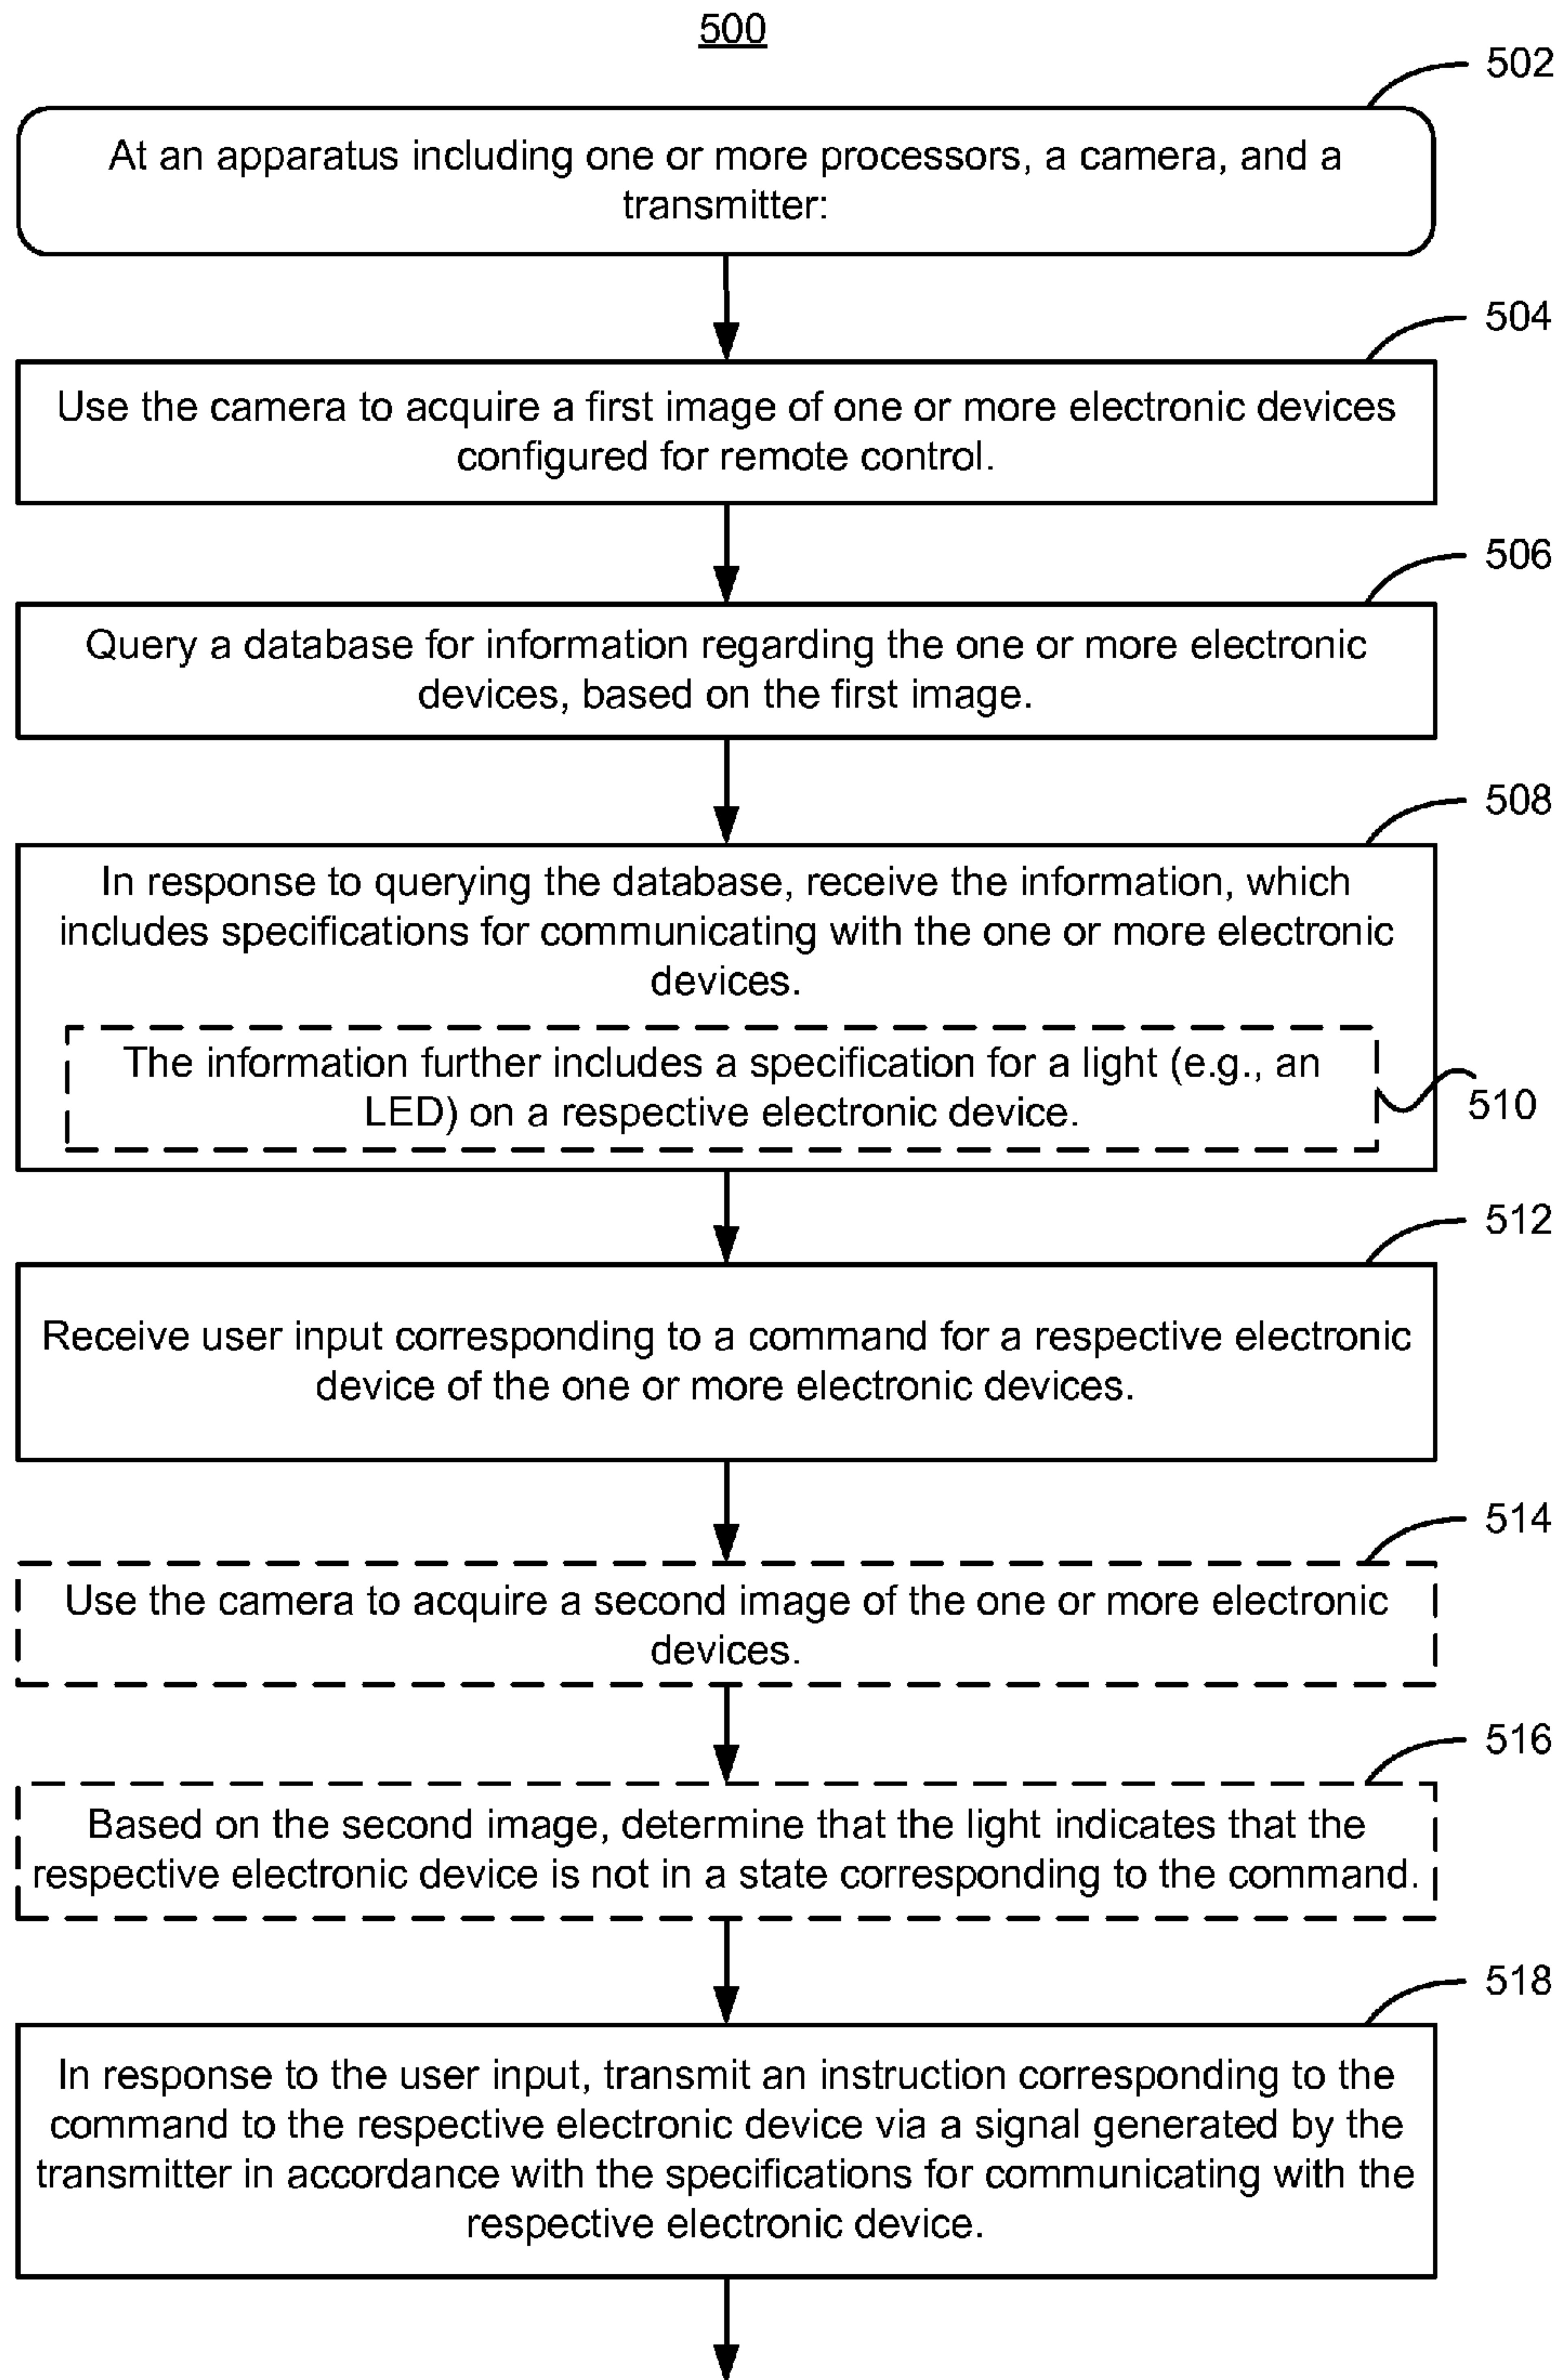 500
502
At an apparatus including one or more processors, a camera, and a
transmitter:
504
Use the camera to acquire a first image of one or more electronic devices
configured for remote control.
506
Query a database for information regarding the one or more electronic
devices, based on the first image.
508
In response to querying the database, receive the information, which
includes specifications for communicating with the one or more electronic
devices.
The information further includes a specification for a light (e.g., an
LED) on a respective electronic device.
510
512
Receive user input corresponding to a command for a respective electronic
device of the one or more electronic devices.
514
Use the camera to acquire a second image of the one or more electronic
devices.
516
Based on the second image, determine that the light indicates that the
respective electronic device is not in a state corresponding to the command.
518
In response to the user input, transmit an instruction corresponding to the
command to the respective electronic device via a signal generated by the
transmitter in accordance with the specifications for communicating with the
respective electronic device.